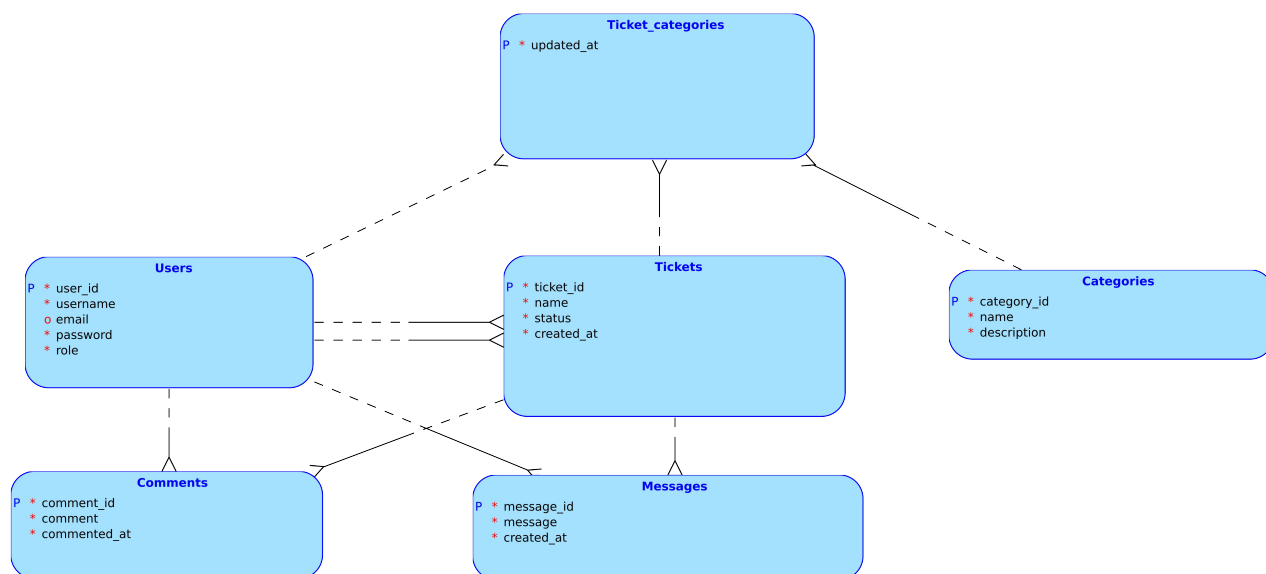 Ticket_categories
P * updated_at
Users
P * user_id
* username
o email
* password
* role
Tickets
P * ticket_id
* name
* status
* created_at
Categories
P * category_id
* name
* description
Comments
P * comment_id
* comment
* commented_at
Messages
P * message_id
* message
* created_at